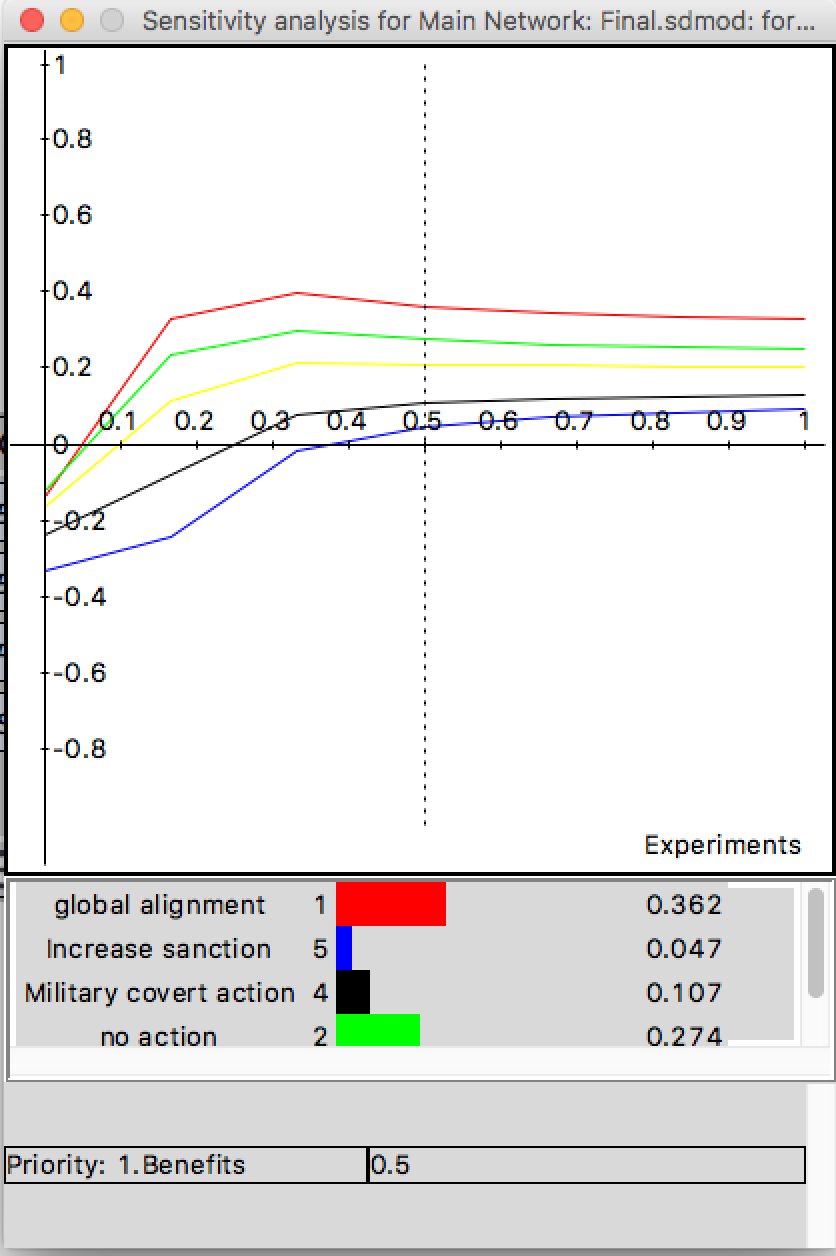 Sensitivity analysis for Main Network: Final.sdmod: for...
1
0.8
0.6
0.4
0.2
0.1 0.2 0.3 0.4 0.5 0.6 0.7 0.8 0.9 1
0
-0.2
-0.4
-0.6
-0.8
Experiments
global alignment 1 0.362
Increase sanction 5 0.047
Military covert action 4 0.107
no action 2 0.274
Priority: 1.Benefits 0.5